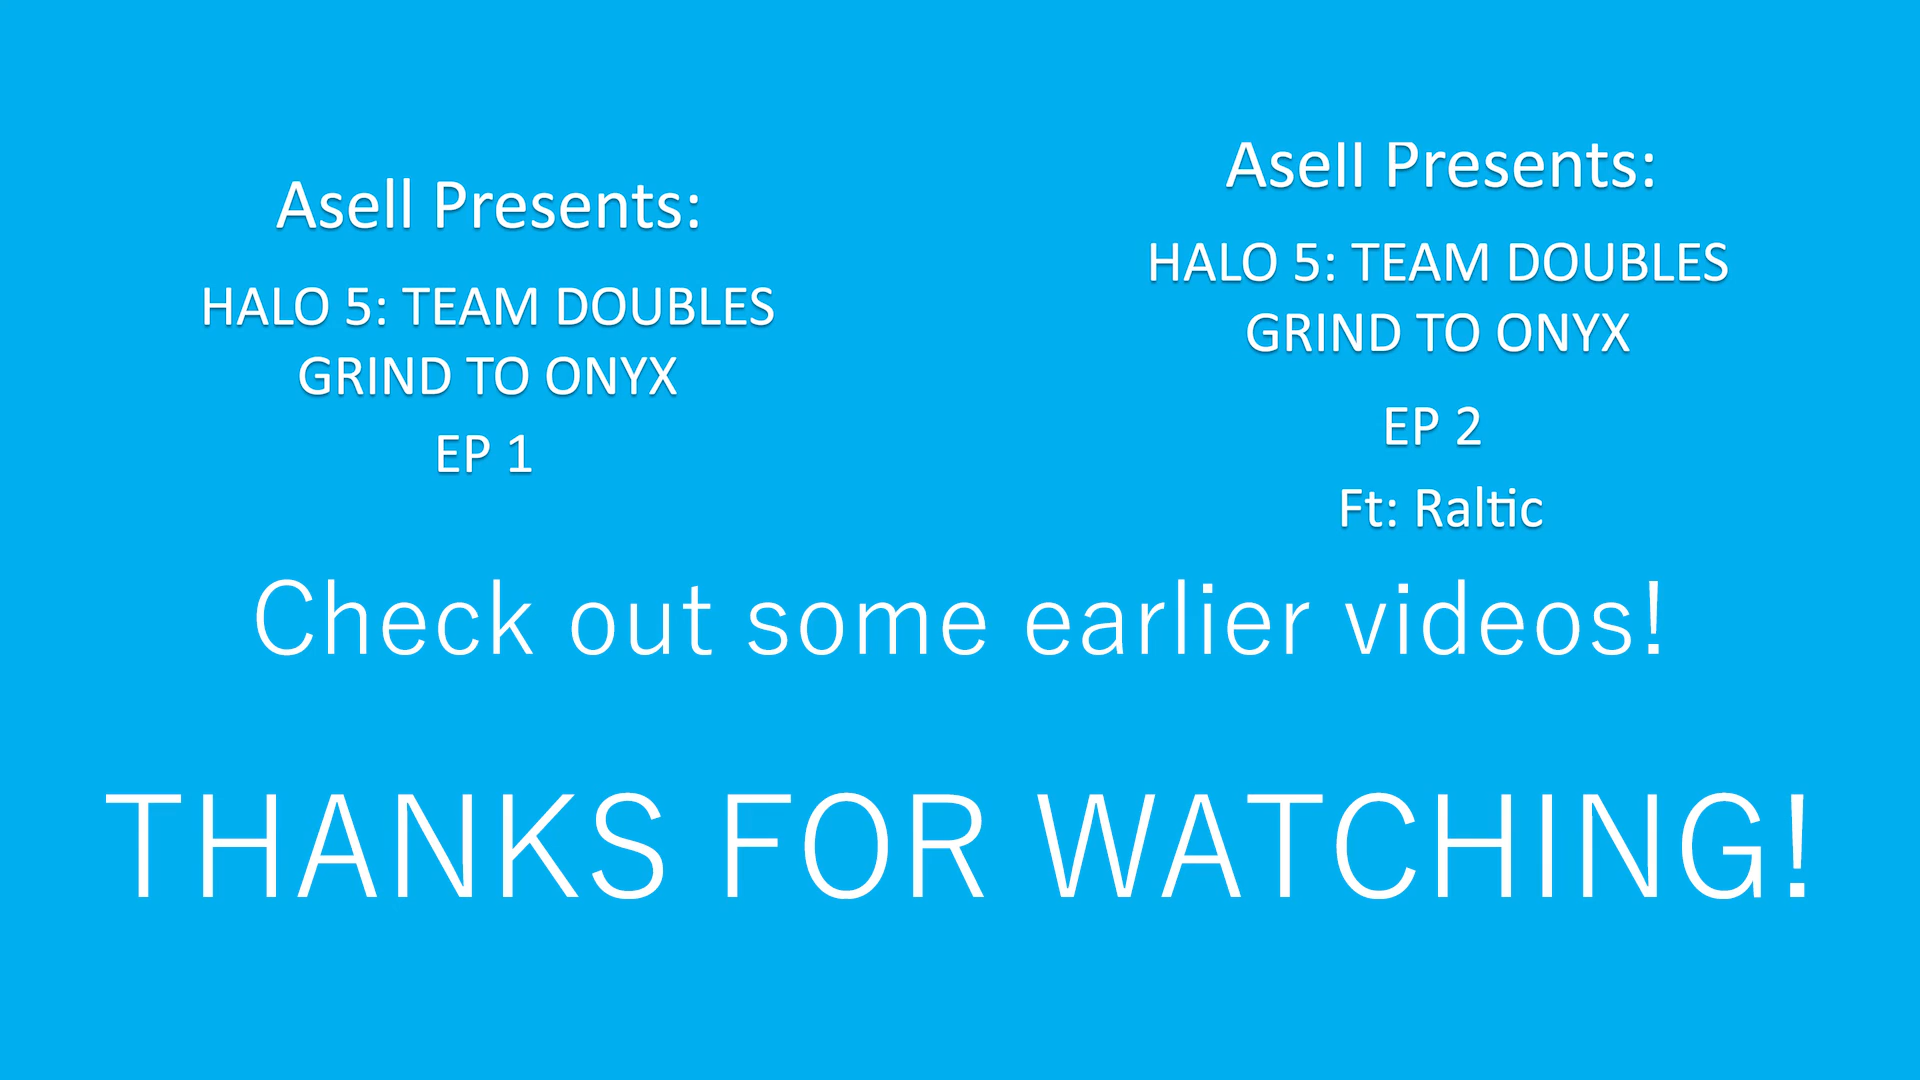 Asell Presents:
HALO 5: TEAM DOUBLES
GRIND TO ONYX
EP 1
Asell Presents:
HALO 5: TEAM DOUBLES
GRIND TO ONYX
EP 2
Ft: Raltic
Check out some earlier videos!
THANKS FOR WATCHING!